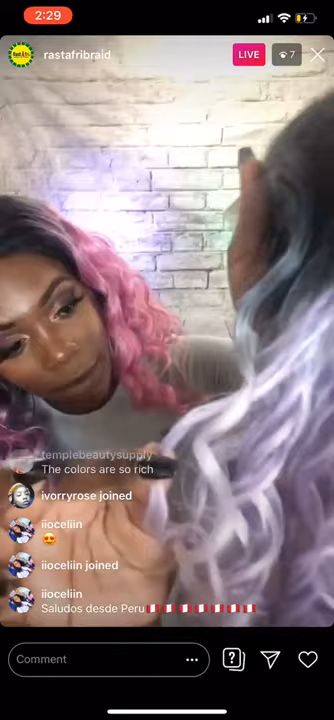 2:29
rastafribraid
LIVE
7
templebeautysupply
The colors are so rich
ivorryrose joined
iioceliin
😍
iioceliin joined
iioceliin
Saludos desde Peru🇵🇪🇵🇪🇵🇪🇵🇪🇵🇪🇵🇪🇵🇪
Comment